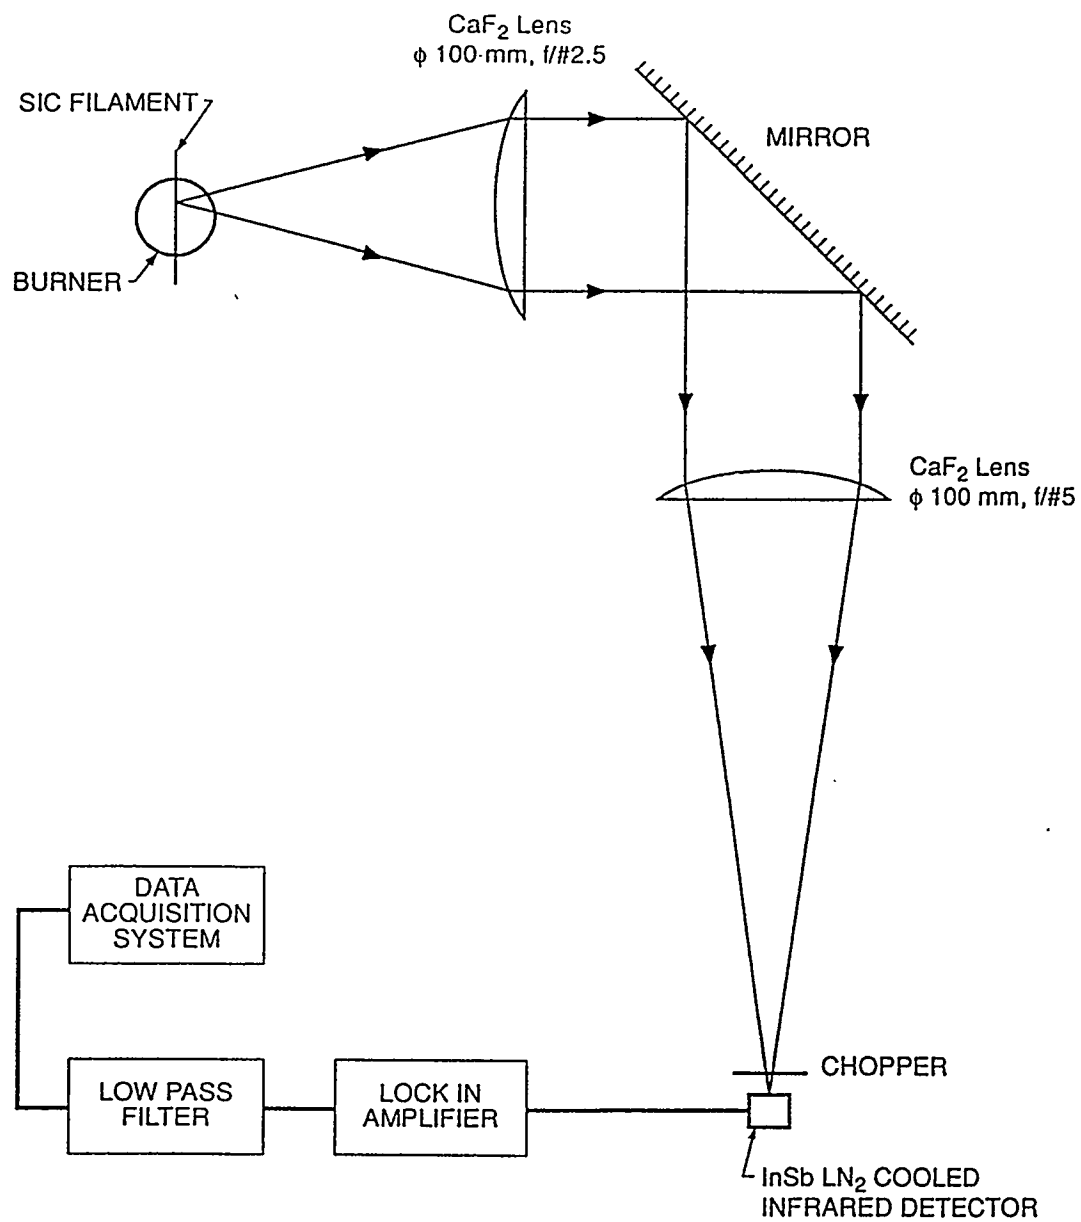 CaF2 Lens
ϕ 100-mm, f/#2.5
SIC FILAMENT
MIRROR
BURNER
CaF2 Lens
ϕ 100 mm, f/#5
DATA
ACQUISITION
SYSTEM
CHOPPER
LOW PASS
FILTER
LOCK IN
AMPLIFIER
InSb LN2 COOLED
INFRARED DETECTOR